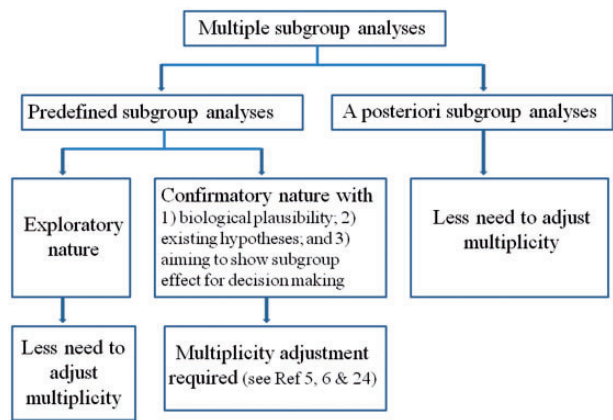 Multiple subgroup analyses
Predefined subgroup analyses
A posteriori subgroup analyses
Exploratory
nature
Confirmatory nature with
1) biological plausibility; 2)
existing hypotheses; and 3)
aiming to show subgroup
effect for decision making
Less need to adjust
multiplicity
Less need to
adjust
multiplicity
Multiplicity adjustment
required (see Ref 5, 6 & 24)